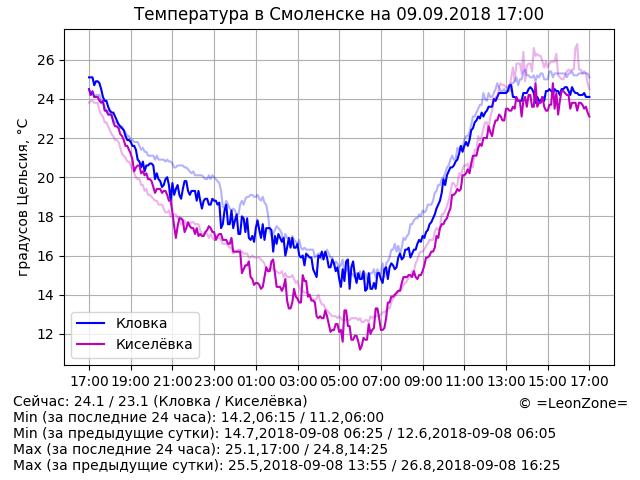 Температура в Смоленске на 09.09.2018 17:00
градусов Цельсия, °C
26
24
22
20
18
16
14
12
Кловка
Киселёвка
17:00 19:00 21:00 23:00 01:00 03:00 05:00 07:00 09:00 11:00 13:00 15:00 17:00
Сейчас: 24.1 / 23.1 (Кловка / Киселёвка)
© =LeonZone=
Min (за последние 24 часа): 14.2,06:15 / 11.2,06:00
Min (за предыдущие сутки): 14.7,2018-09-08 06:25 / 12.6,2018-09-08 06:05
Max (за последние 24 часа): 25.1,17:00 / 24.8,14:25
Max (за предыдущие сутки): 25.5,2018-09-08 13:55 / 26.8,2018-09-08 16:25